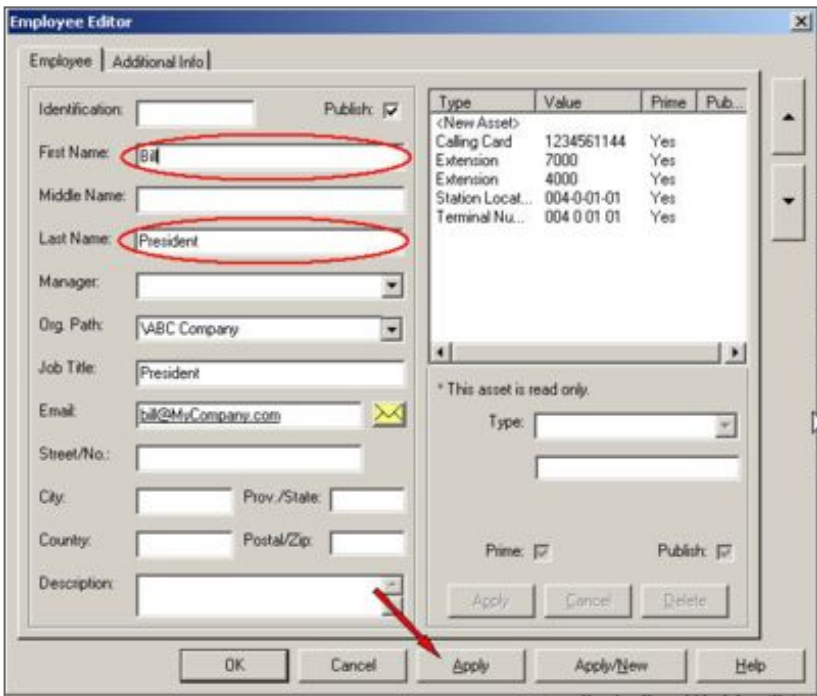 Employee Editor
Employee
Additional Info
Identification:
Publish:
First Name:
Bill
Middle Name:
Last Name:
President
Manager:
Org. Path:
\ABC Company
Job Title:
President
Email:
bill@MyCompany.com
Street/No.:
City:
Prov./State:
Country:
Postal/Zip:
Description:
Type Value Prime Pub...
<New Asset>
Calling Card 1234561144 Yes
Extension 7000 Yes
Extension 4000 Yes
Station Locat... 004-0-01-01 Yes
Terminal Nu... 004 0 01 01 Yes
* This asset is read only.
Type:
Prime:
Publish:
Apply Cancel Delete
OK Cancel Apply Apply/New Help